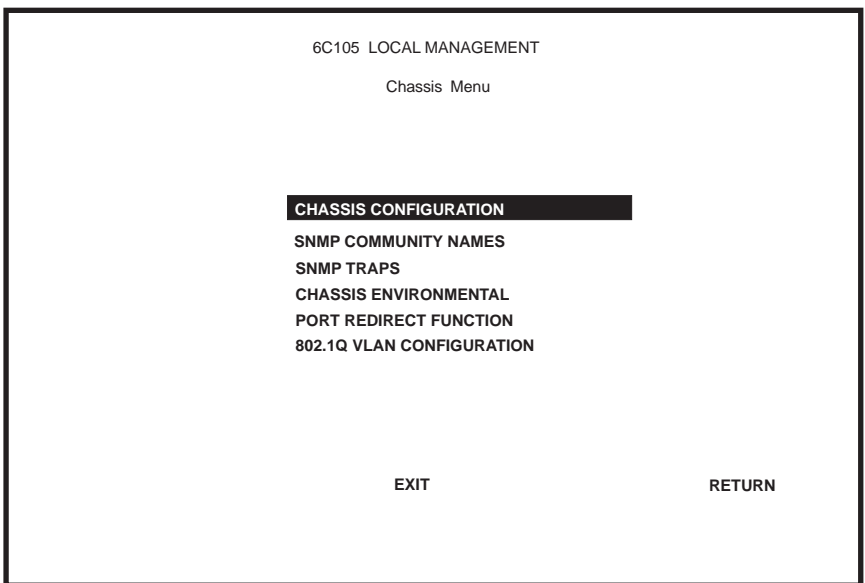 6C105 LOCAL MANAGEMENT
Chassis Menu
CHASSIS CONFIGURATION
SNMP COMMUNITY NAMES
SNMP TRAPS
CHASSIS ENVIRONMENTAL
PORT REDIRECT FUNCTION
802.1Q VLAN CONFIGURATION
EXIT RETURN